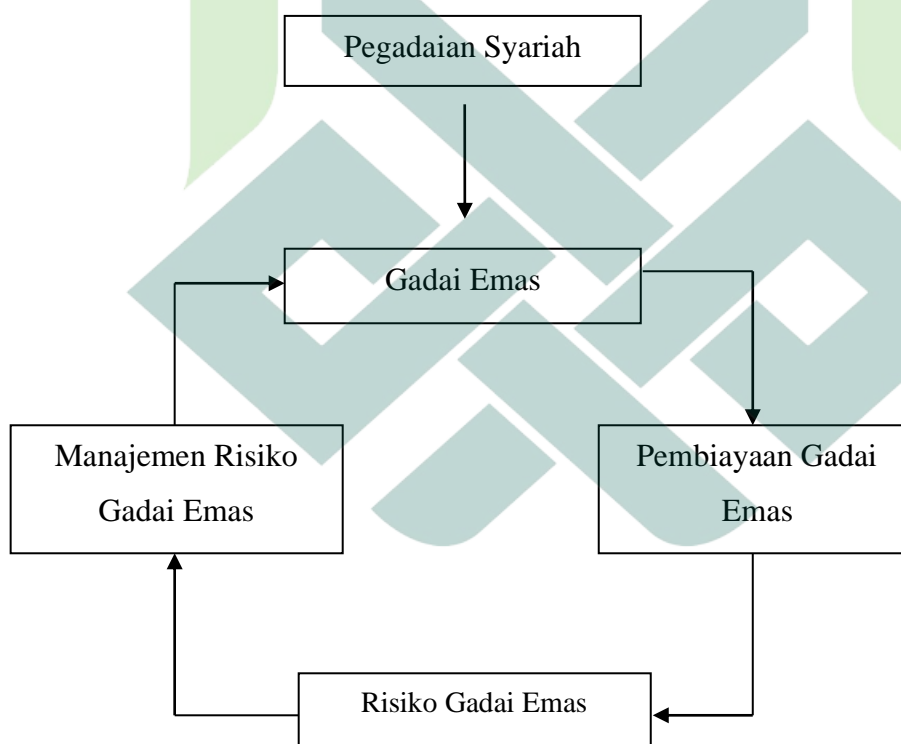 Pegadaian Syariah
Gadai Emas
Manajemen Risiko
Gadai Emas
Pembiayaan Gadai
Emas
Risiko Gadai Emas